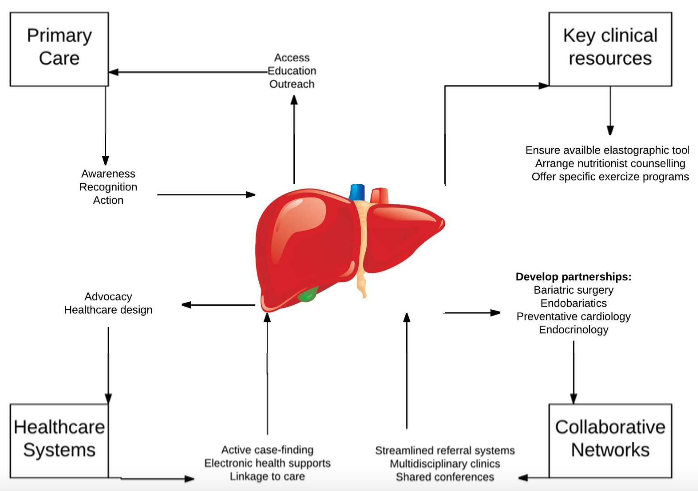 Primary
Care
Access
Education
Outreach
Key clinical
resources
Awareness
Recognition
Action
Ensure availble elastographic tool
Arrange nutritionist counselling
Offer specific exercize programs
Advocacy
Healthcare design
Develop partnerships:
Bariatric surgery
Endobariatics
Preventative cardiology
Endocrinology
Healthcare
Systems
Active case-finding
Electronic health supports
Linkage to care
Streamlined referral systems
Multidisciplinary clinics
Shared conferences
Collaborative
Networks